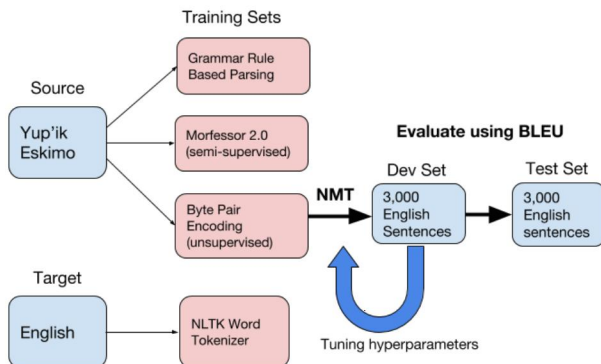 Training Sets
Grammar Rule
Based Parsing
Source
Yup'ik
Eskimo
Morfessor 2.0
(semi-supervised)
Byte Pair
Encoding
(unsupervised)
NMT
Evaluate using BLEU
Dev Set
3,000
English
Sentences
Test Set
3,000
English
sentences
Tuning hyperparameters
Target
English
NLTK Word
Tokenizer